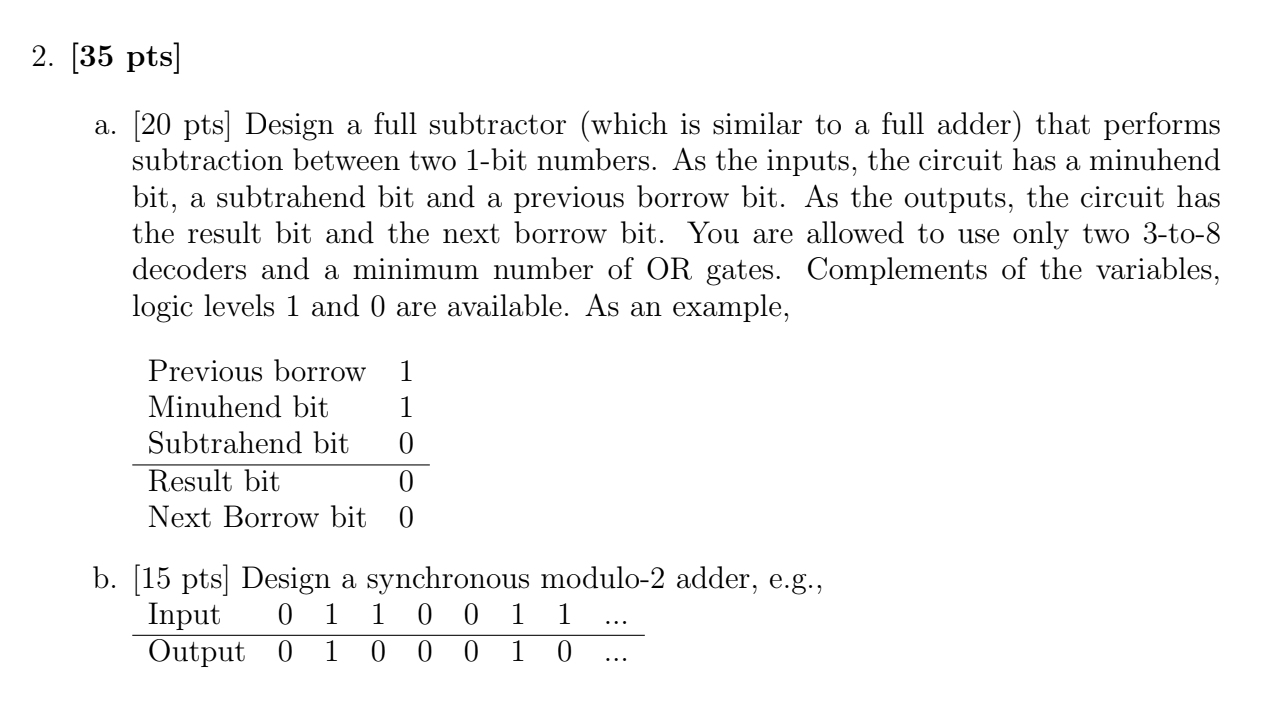 2. [35 pts]
a. [20 pts] Design a full subtractor (which is similar to a full adder) that performs
subtraction between two 1-bit numbers. As the inputs, the circuit has a minuhend
bit, a subtrahend bit and a previous borrow bit. As the outputs, the circuit has
the result bit and the next borrow bit. You are allowed to use only two 3-to-8
decoders and a minimum number of OR gates. Complements of the variables,
logic levels 1 and 0 are available. As an example,
Previous borrow 1
Minuhend bit 1
Subtrahend bit 0
Result bit 0
Next Borrow bit 0
b. [15 pts] Design a synchronous modulo-2 adder, e.g.,
Input 0 1 1 0 0 1 1 ...
Output 0 1 0 0 0 1 0 ...